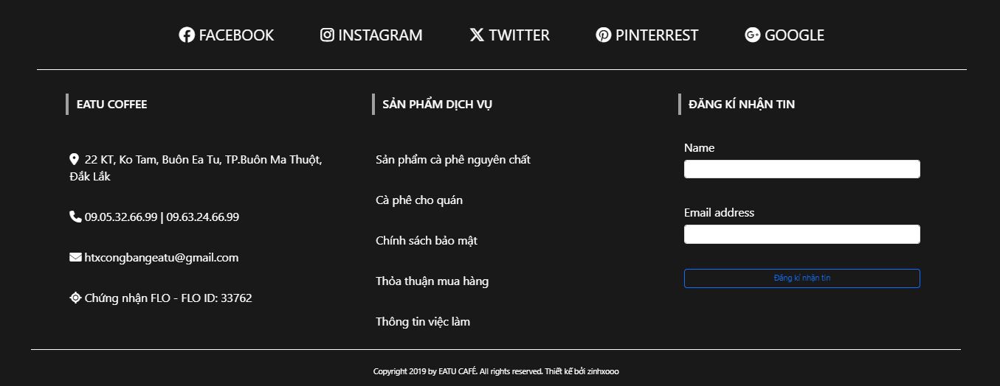 FACEBOOK INSTAGRAM TWITTER PINTERREST GOOGLE
EATU COFFEE
22 KT, Ko Tam, Buôn Ea Tu, TP.Buôn Ma Thuột,
Đắk Lắk
09.05.32.66.99 | 09.63.24.66.99
htxcongbangeatu@gmail.com
Chứng nhận FLO - FLO ID: 33762
SẢN PHẨM DỊCH VỤ
Sản phẩm cà phê nguyên chất
Cà phê cho quán
Chính sách bảo mật
Thỏa thuận mua hàng
Thông tin việc làm
ĐĂNG KÍ NHẬN TIN
Name
Email address
Đăng kí nhận tin
Copyright 2019 by EATU CAFÉ. All rights reserved. Thiết kế bởi zinhxooo